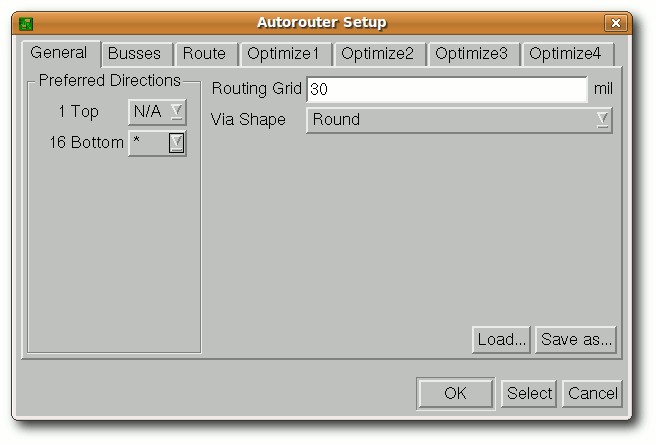 Autorouter Setup
General Busses Route Optimize1 Optimize2 Optimize3 Optimize4
Preferred Directions
1 Top N/A
16 Bottom *
Routing Grid 30 mil
Via Shape Round
Load... Save as...
OK Select Cancel